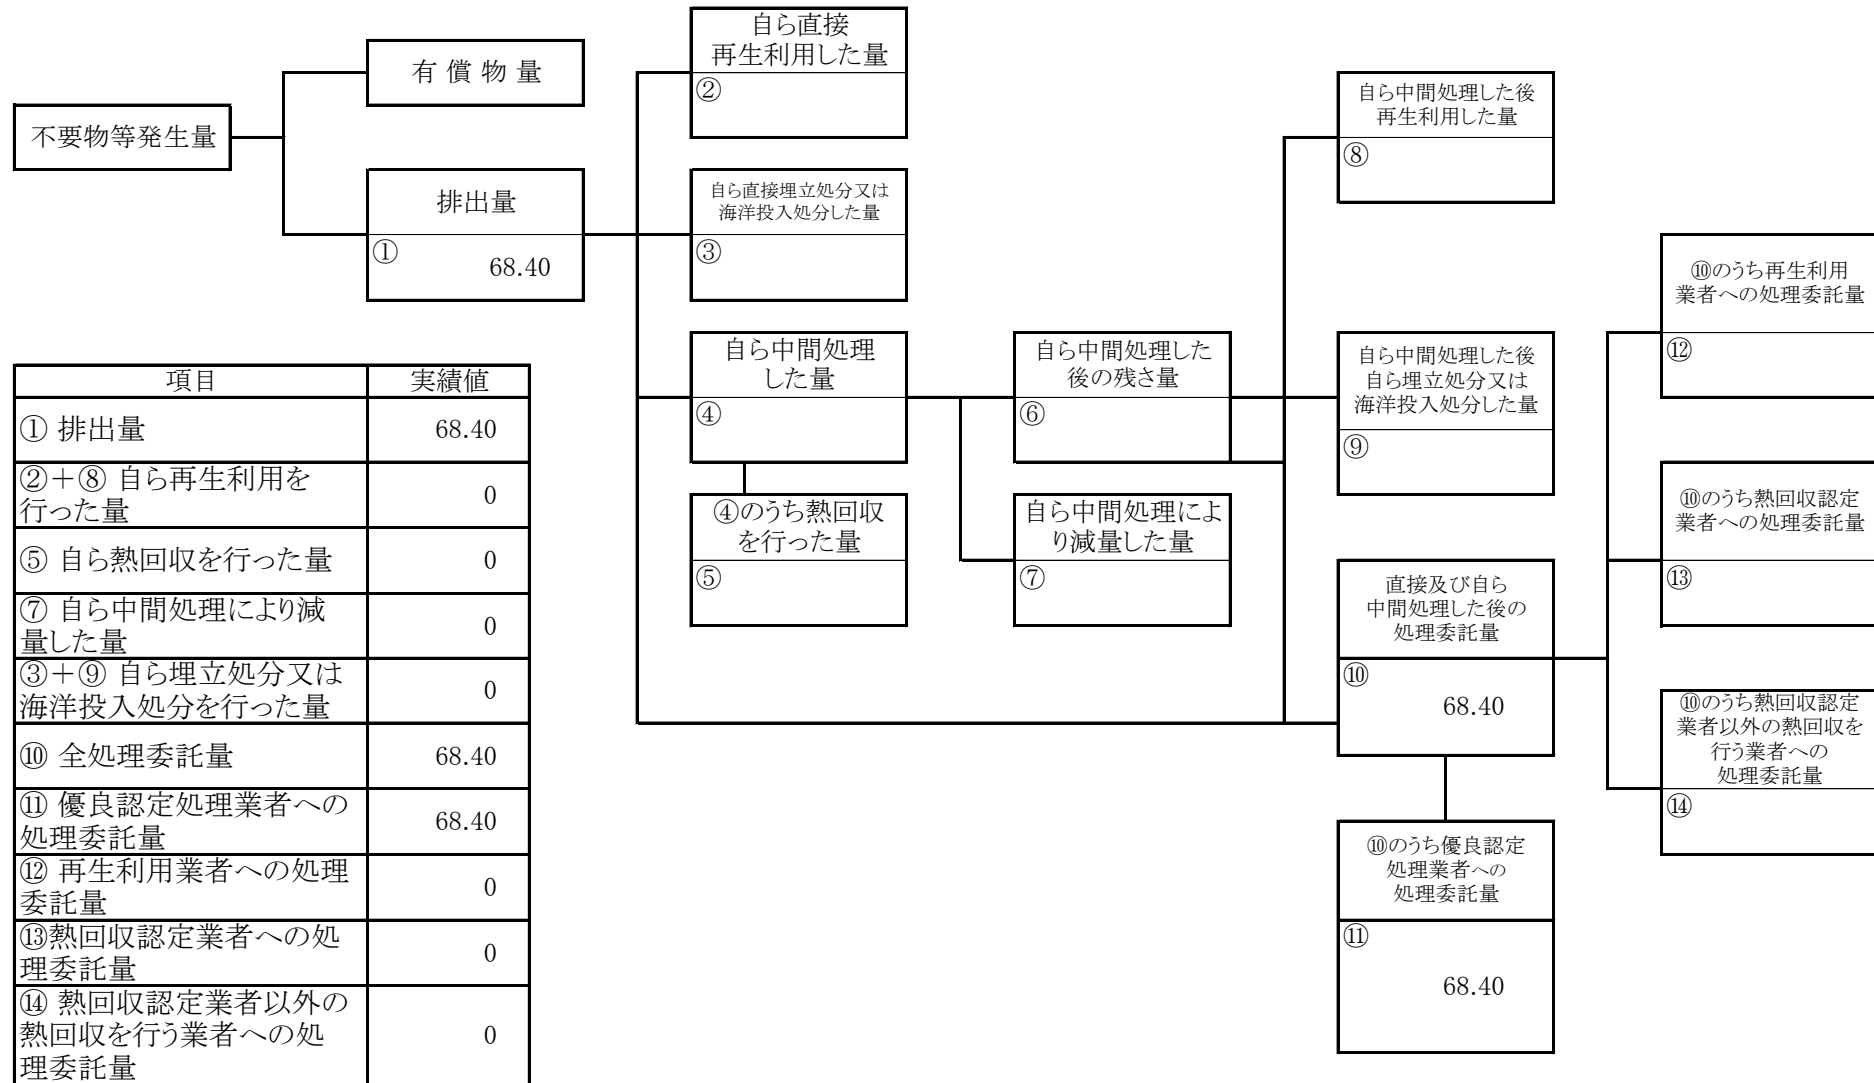 不要物等発生量
有 償 物 量
排出量
①
68.40
自ら直接
再生利用した量
②
自ら直接埋立処分又は
海洋投入処分した量
③
自ら中間処理
した量
④
④のうち熱回収
を行った量
⑤
自ら中間処理した
後の残さ量
⑥
自ら中間処理によ
り減量した量
⑦
自ら中間処理した後
再生利用した量
⑧
自ら中間処理した後
自ら埋立処分又は
海洋投入処分した量
⑨
直接及び自ら
中間処理した後の
処理委託量
⑩
68.40
⑩のうち優良認定
処理業者への
処理委託量
⑪
68.40
⑩のうち再生利用
業者への処理委託量
⑫
⑩のうち熱回収認定
業者への処理委託量
⑬
⑩のうち熱回収認定
業者以外の熱回収を
行う業者への
処理委託量
⑭
項目 実績値
① 排出量 68.40
②+⑧ 自ら再生利用を
行った量 0
⑤ 自ら熱回収を行った量 0
⑦ 自ら中間処理により減
量した量 0
③+⑨ 自ら埋立処分又は
海洋投入処分を行った量 0
⑩ 全処理委託量 68.40
⑪ 優良認定処理業者への
処理委託量 68.40
⑫ 再生利用業者への処理
委託量 0
⑬熱回収認定業者への処
理委託量 0
⑭ 熱回収認定業者以外の
熱回収を行う業者への処
理委託量 0